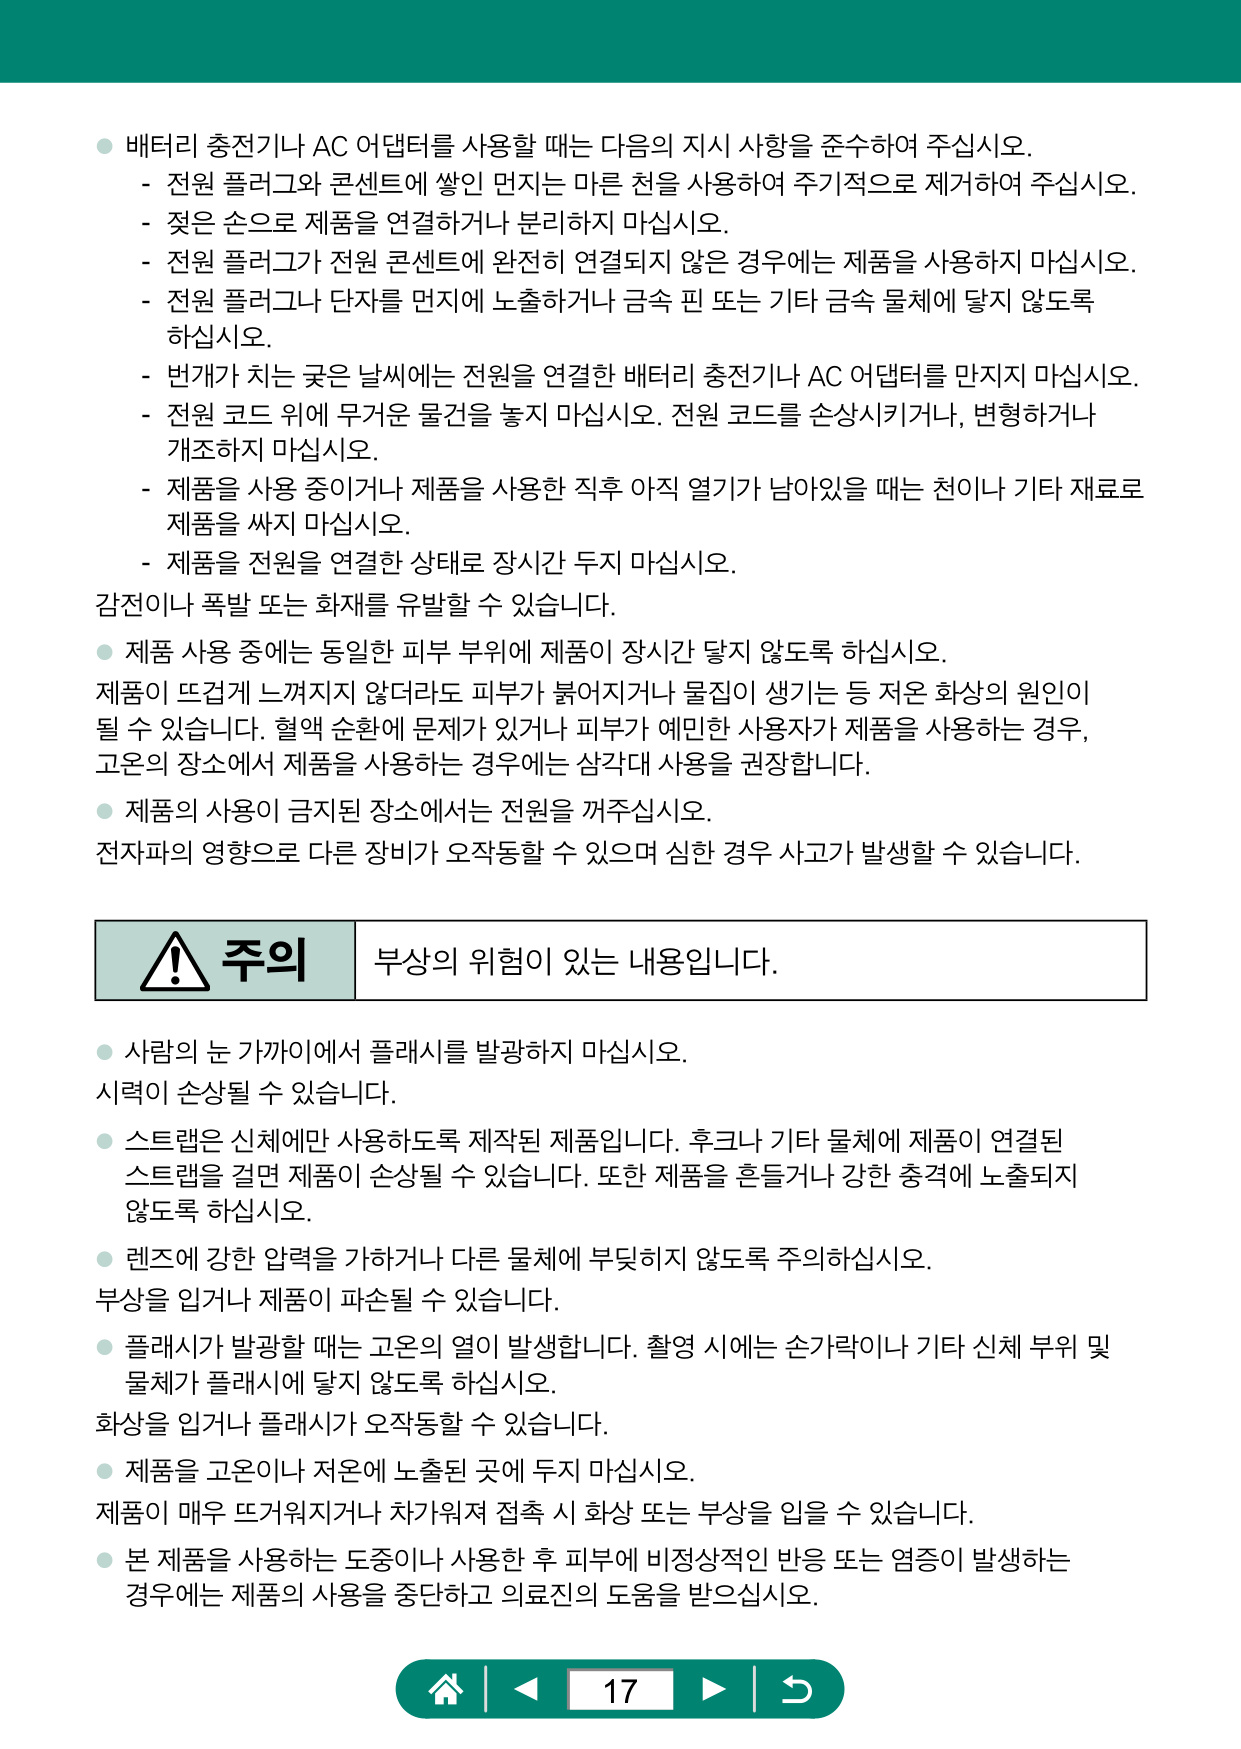 ● 배터리 충전기나 AC 어댑터를 사용할 때는 다음의 지시 사항을 준수하여 주십시오.
- 전원 플러그와 콘센트에 쌓인 먼지는 마른 천을 사용하여 주기적으로 제거하여 주십시오.
- 젖은 손으로 제품을 연결하거나 분리하지 마십시오.
- 전원 플러그가 전원 콘센트에 완전히 연결되지 않은 경우에는 제품을 사용하지 마십시오.
- 전원 플러그나 단자를 먼지에 노출하거나 금속 핀 또는 기타 금속 물체에 닿지 않도록
하십시오.
- 번개가 치는 궂은 날씨에는 전원을 연결한 배터리 충전기나 AC 어댑터를 만지지 마십시오.
- 전원 코드 위에 무거운 물건을 놓지 마십시오. 전원 코드를 손상시키거나, 변형하거나
개조하지 마십시오.
- 제품을 사용 중이거나 제품을 사용한 직후 아직 열기가 남아있을 때는 천이나 기타 재료로
제품을 싸지 마십시오.
- 제품을 전원을 연결한 상태로 장시간 두지 마십시오.
감전이나 폭발 또는 화재를 유발할 수 있습니다.
● 제품 사용 중에는 동일한 피부 부위에 제품이 장시간 닿지 않도록 하십시오.
제품이 뜨겁게 느껴지지 않더라도 피부가 붉어지거나 물집이 생기는 등 저온 화상의 원인이
될 수 있습니다. 혈액 순환에 문제가 있거나 피부가 예민한 사용자가 제품을 사용하는 경우,
고온의 장소에서 제품을 사용하는 경우에는 삼각대 사용을 권장합니다.
● 제품의 사용이 금지된 장소에서는 전원을 꺼주십시오.
전자파의 영향으로 다른 장비가 오작동할 수 있으며 심한 경우 사고가 발생할 수 있습니다.
주의 부상의 위험이 있는 내용입니다.
● 사람의 눈 가까이에서 플래시를 발광하지 마십시오.
시력이 손상될 수 있습니다.
● 스트랩은 신체에만 사용하도록 제작된 제품입니다. 후크나 기타 물체에 제품이 연결된
스트랩을 걸면 제품이 손상될 수 있습니다. 또한 제품을 흔들거나 강한 충격에 노출되지
않도록 하십시오.
● 렌즈에 강한 압력을 가하거나 다른 물체에 부딪히지 않도록 주의하십시오.
부상을 입거나 제품이 파손될 수 있습니다.
● 플래시가 발광할 때는 고온의 열이 발생합니다. 촬영 시에는 손가락이나 기타 신체 부위 및
물체가 플래시에 닿지 않도록 하십시오.
화상을 입거나 플래시가 오작동할 수 있습니다.
● 제품을 고온이나 저온에 노출된 곳에 두지 마십시오.
제품이 매우 뜨거워지거나 차가워져 접촉 시 화상 또는 부상을 입을 수 있습니다.
● 본 제품을 사용하는 도중이나 사용한 후 피부에 비정상적인 반응 또는 염증이 발생하는
경우에는 제품의 사용을 중단하고 의료진의 도움을 받으십시오.
17